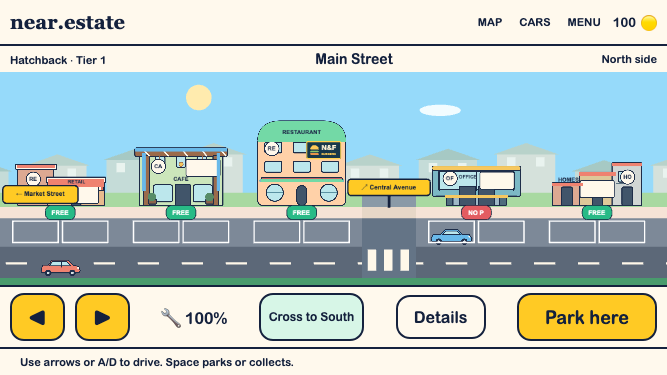 near.estate
MAP CARS MENU 100
Hatchback · Tier 1
Main Street
North side
RESTAURANT
RE
N&F
CA
CAFÉ
RE
RETAIL
← Market Street
↗ Central Avenue
OF
OFFICE
HOMES
HO
FREE
FREE
FREE
NO P
FREE
100%
Cross to South
Details
Park here
Use arrows or A/D to drive. Space parks or collects.